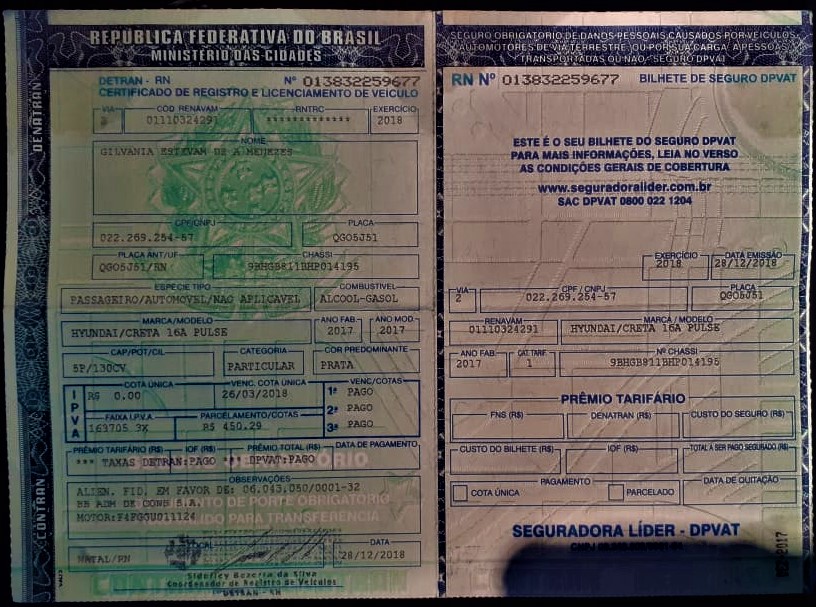 REPÚBLICA FEDERATIVA DO BRASIL
MINISTÉRIO DAS CIDADES
DENATRAN
CONTRAN
DETRAN - RN Nº 013832259677
CERTIFICADO DE REGISTRO E LICENCIAMENTO DE VEÍCULO
VIA COD RENAVAM RNTRC EXERCÍCIO
2 01110324291 ************* 2018
NOME
GILVANIA ESTEVAM DE A MENEZES
CPF/CNPJ PLACA
022.269.254-57 QGO5J51
PLACA ANT/UF CHASSI
QGO5J51/RN 9BHGB811BHP014195
ESPÉCIE TIPO COMBUSTÍVEL
PASSAGEIRO/AUTOMOVEL/NAO APLICAVEL ALCOOL-GASOL
MARCA/MODELO ANO FAB. ANO MOD.
HYUNDAI/CRETA 16A PULSE 2017 2017
CAP/POT/CIL CATEGORIA COR PREDOMINANTE
5P/130CV PARTICULAR PRATA
IPVA
COTA ÚNICA VENC. COTA ÚNICA VENC/COTAS
R$ 0.00 26/03/2018 1ª PAGO
FAIXA I.P.V.A. PARCELAMENTO/COTAS 2ª PAGO
163705.3X R$ 450.29 3ª PAGO
PRÊMIO TARIFÁRIO (R$) IOF (R$) PRÊMIO TOTAL (R$) DATA DE PAGAMENTO
*** TAXAS DETRAN:PAGO *** DPVAT:PAGO
OBSERVAÇÕES
ALIEN. FID. EM FAVOR DE: 06.043.050/0001-32
BB ADM DE CONS S.A.
MOTOR:F4FGGU011124
DE PORTE OBRIGATÓRIO
PARA TRANSFERÊNCIA
LOCAL DATA
NATAL/RN 28/12/2018
Bezerra da Silva
Coordenador de Registro de Veículos
DETRAN - RN
SEGURO OBRIGATÓRIO DE DANOS PESSOAIS CAUSADOS POR VEÍCULOS
AUTOMOTORES DE VIA TERRESTRE, OU POR SUA CARGA, A PESSOAS
TRANSPORTADAS OU NÃO - SEGURO DPVAT
RN Nº 013832259677 BILHETE DE SEGURO DPVAT
ESTE É O SEU BILHETE DO SEGURO DPVAT
PARA MAIS INFORMAÇÕES, LEIA NO VERSO
AS CONDIÇÕES GERAIS DE COBERTURA
www.seguradoralider.com.br
SAC DPVAT 0800 022 1204
EXERCÍCIO DATA EMISSÃO
2018 28/12/2018
VIA CPF / CNPJ PLACA
2 022.269.254-57 QGO5J51
RENAVAM MARCA / MODELO
01110324291 HYUNDAI/CRETA 16A PULSE
ANO FAB. CAT. TARIF. Nº CHASSI
2017 1 9BHGB811BHP014195
PRÊMIO TARIFÁRIO
FNS (R$) DENATRAN (R$) CUSTO DO SEGURO (R$)
CUSTO DO BILHETE (R$) IOF (R$) TOTAL A SER PAGO SEGURADO (R$)
PAGAMENTO DATA DE QUITAÇÃO
COTA ÚNICA PARCELADO
SEGURADORA LÍDER - DPVAT